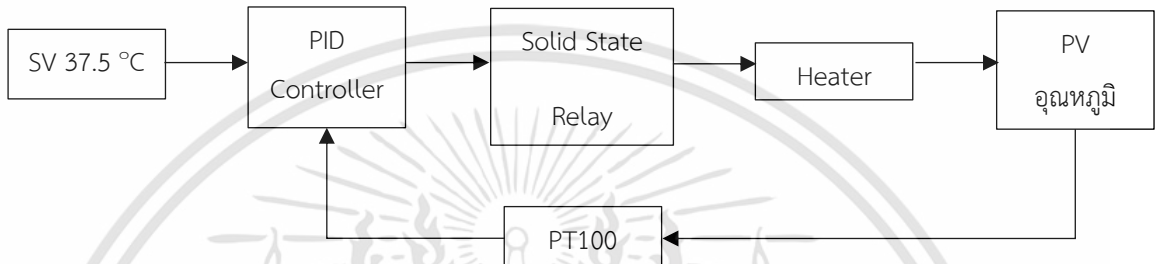 SV 37.5 °C
PID
Controller
Solid State
Relay
Heater
PV
อุณหภูมิ
PT100